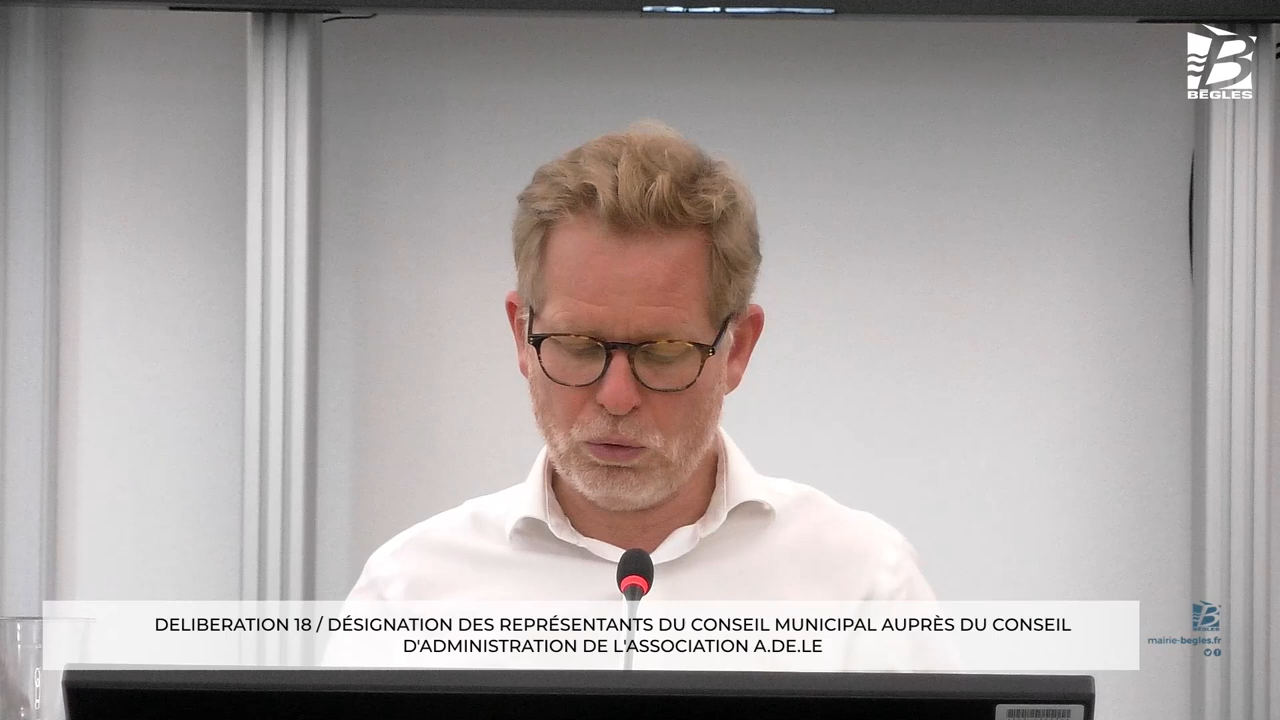 B
BÈGLES
DELIBERATION 18 / DÉSIGNATION DES REPRÉSENTANTS DU CONSEIL MUNICIPAL AUPRÈS DU CONSEIL
D'ADMINISTRATION DE L'ASSOCIATION A.DE.LE
B
BÈGLES
mairie-begles.fr